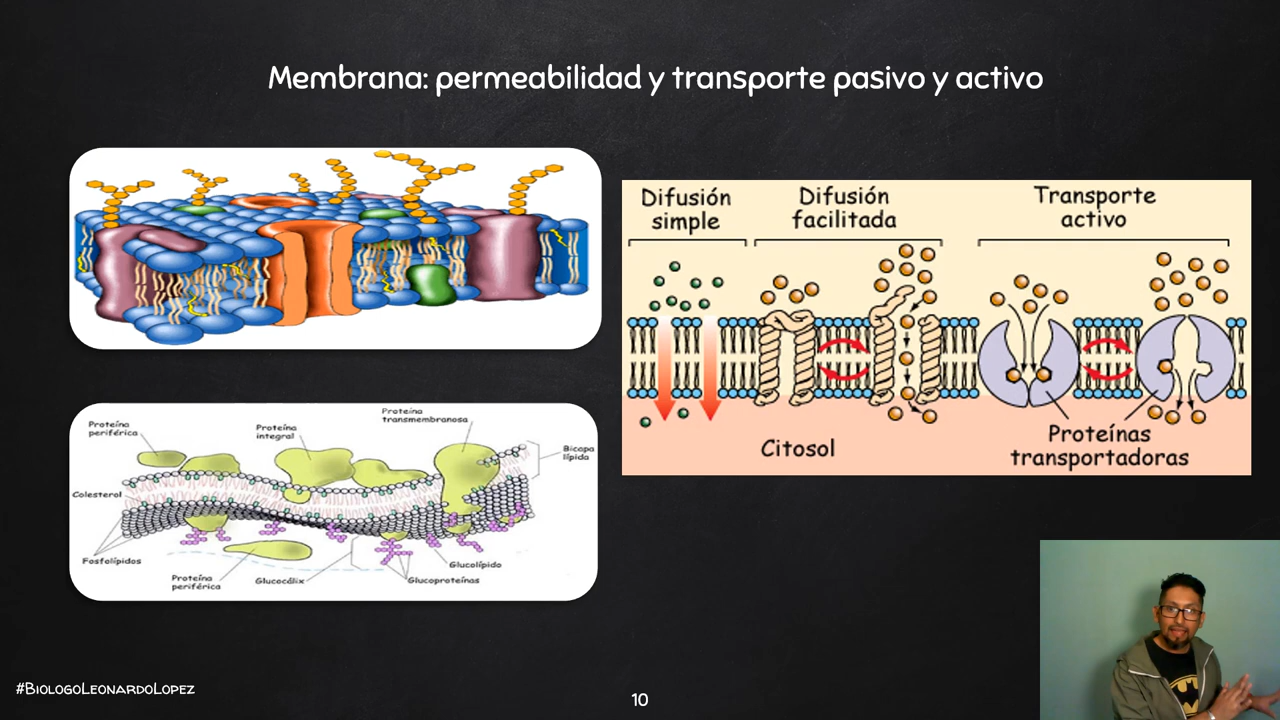 Membrana: permeabilidad y transporte pasivo y activo
Difusión
simple
Difusión
facilitada
Transporte
activo
Citosol
Proteínas
transportadoras
Proteína
periférica
Proteína
integral
Proteína
transmembranosa
Bicapa
lípida
Colesterol
Fosfolípidos
Proteína
periférica
Glucocálix
Glucolípido
Glucoproteínas
#BiologoLeonardoLopez
10